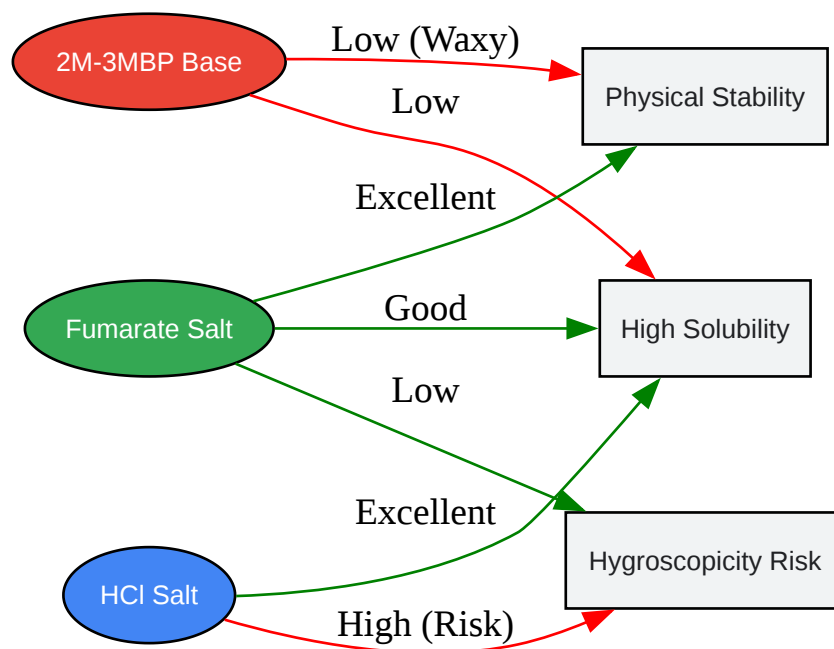 2M-3MBP Base
Low (Waxy)
Physical Stability
Low
Excellent
Fumarate Salt
Good
High Solubility
Low
Excellent
Hygroscopicity Risk
HCl Salt
High (Risk)